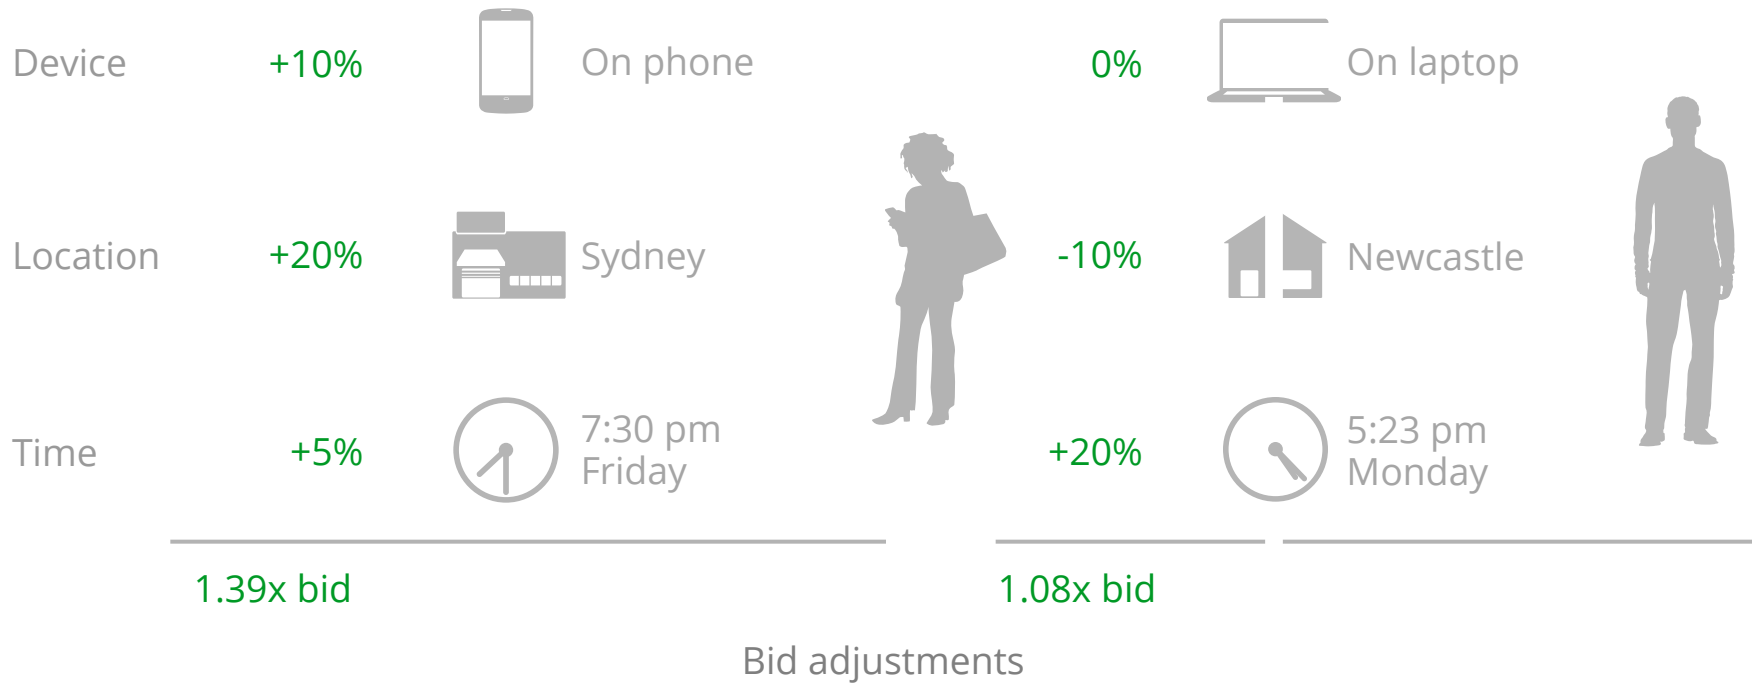 Device +10% On phone 0% On laptop
Location +20% Sydney -10% Newcastle
Time +5% 7:30 pm
Friday +20% 5:23 pm
Monday
1.39x bid 1.08x bid
Bid adjustments